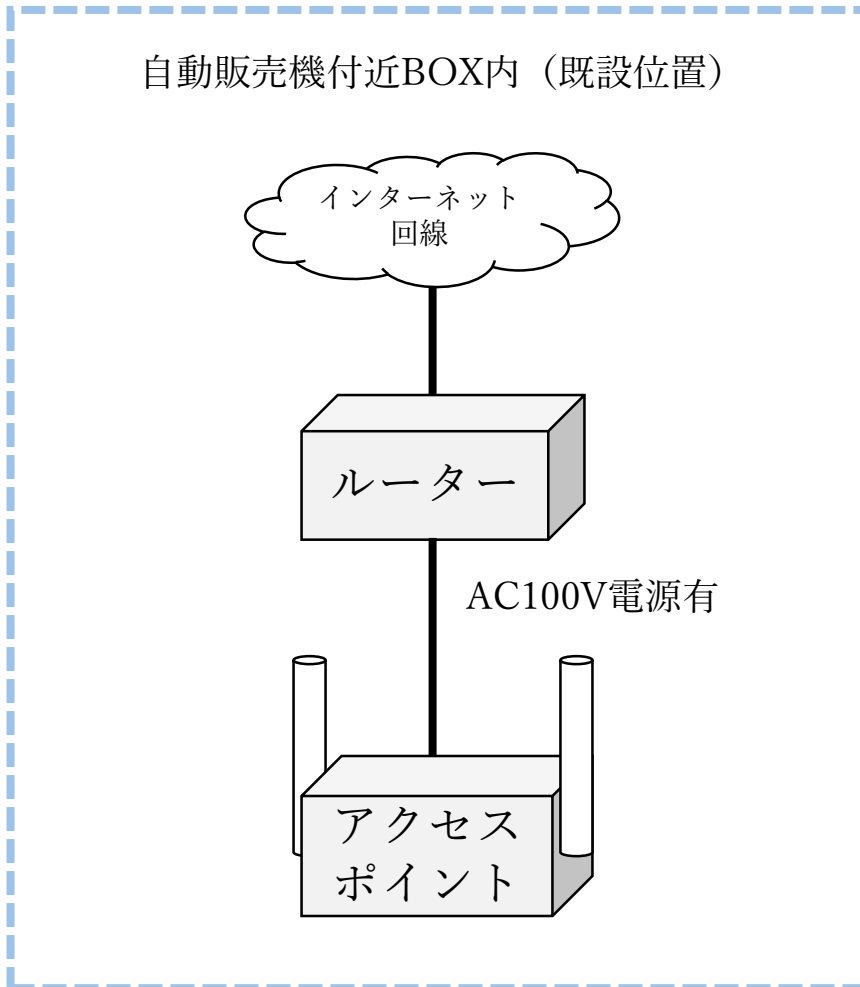 自動販売機付近BOX内（既設位置）
インターネット
回線
ルーター
AC100V電源有
アクセス
ポイント